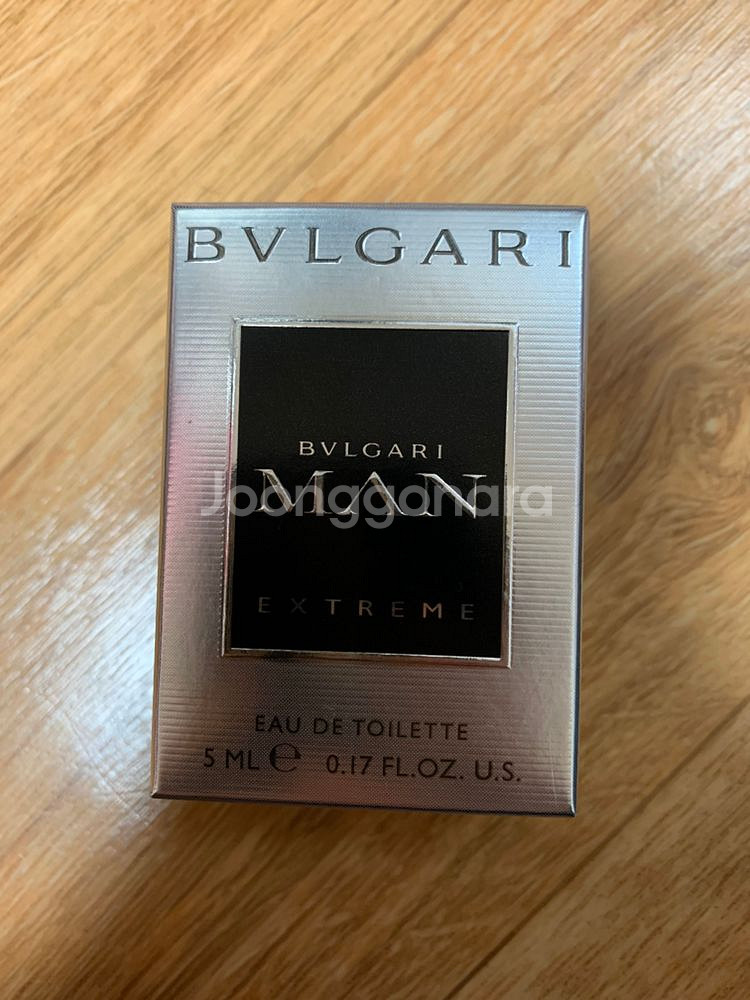 BVLGARI
BVLGARI
MAN
Joonggonara
EXTREME
EAU DE TOILETTE
5 ML e 0.17 FL.OZ. U.S.